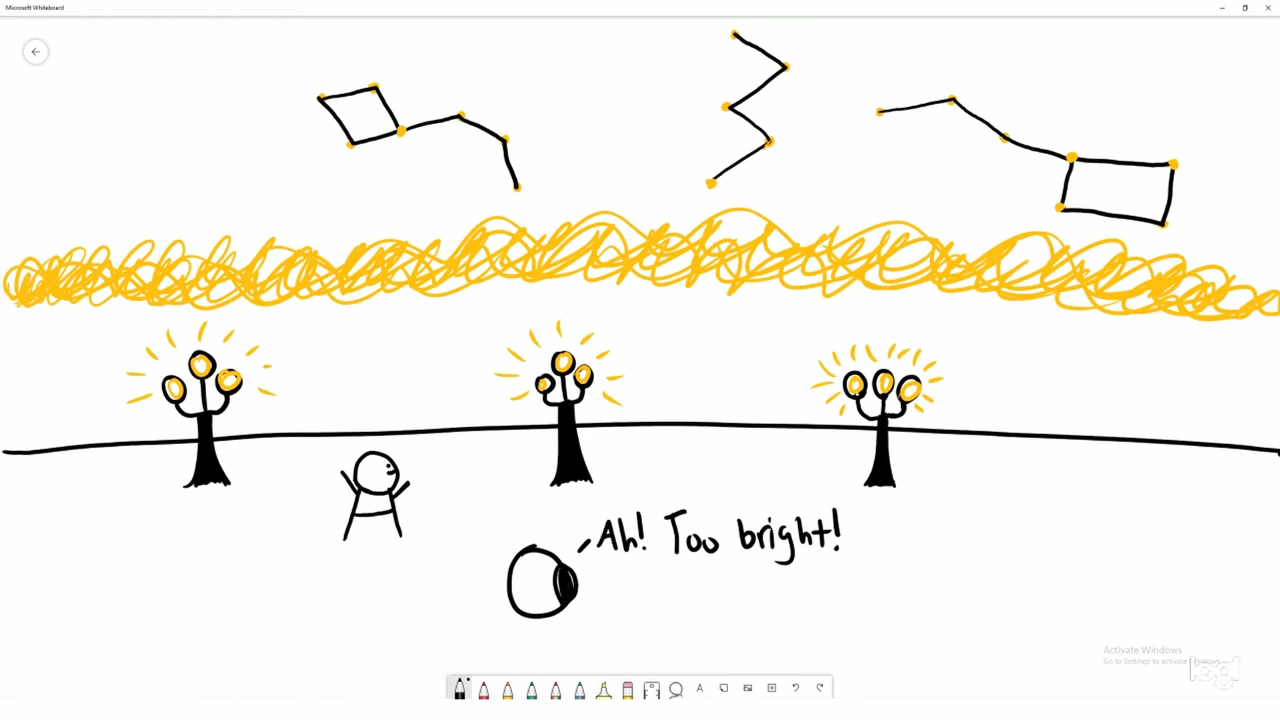 Microsoft Whiteboard
Ah! Too bright!
Activate Windows
Go to Settings to activate Windows.
A